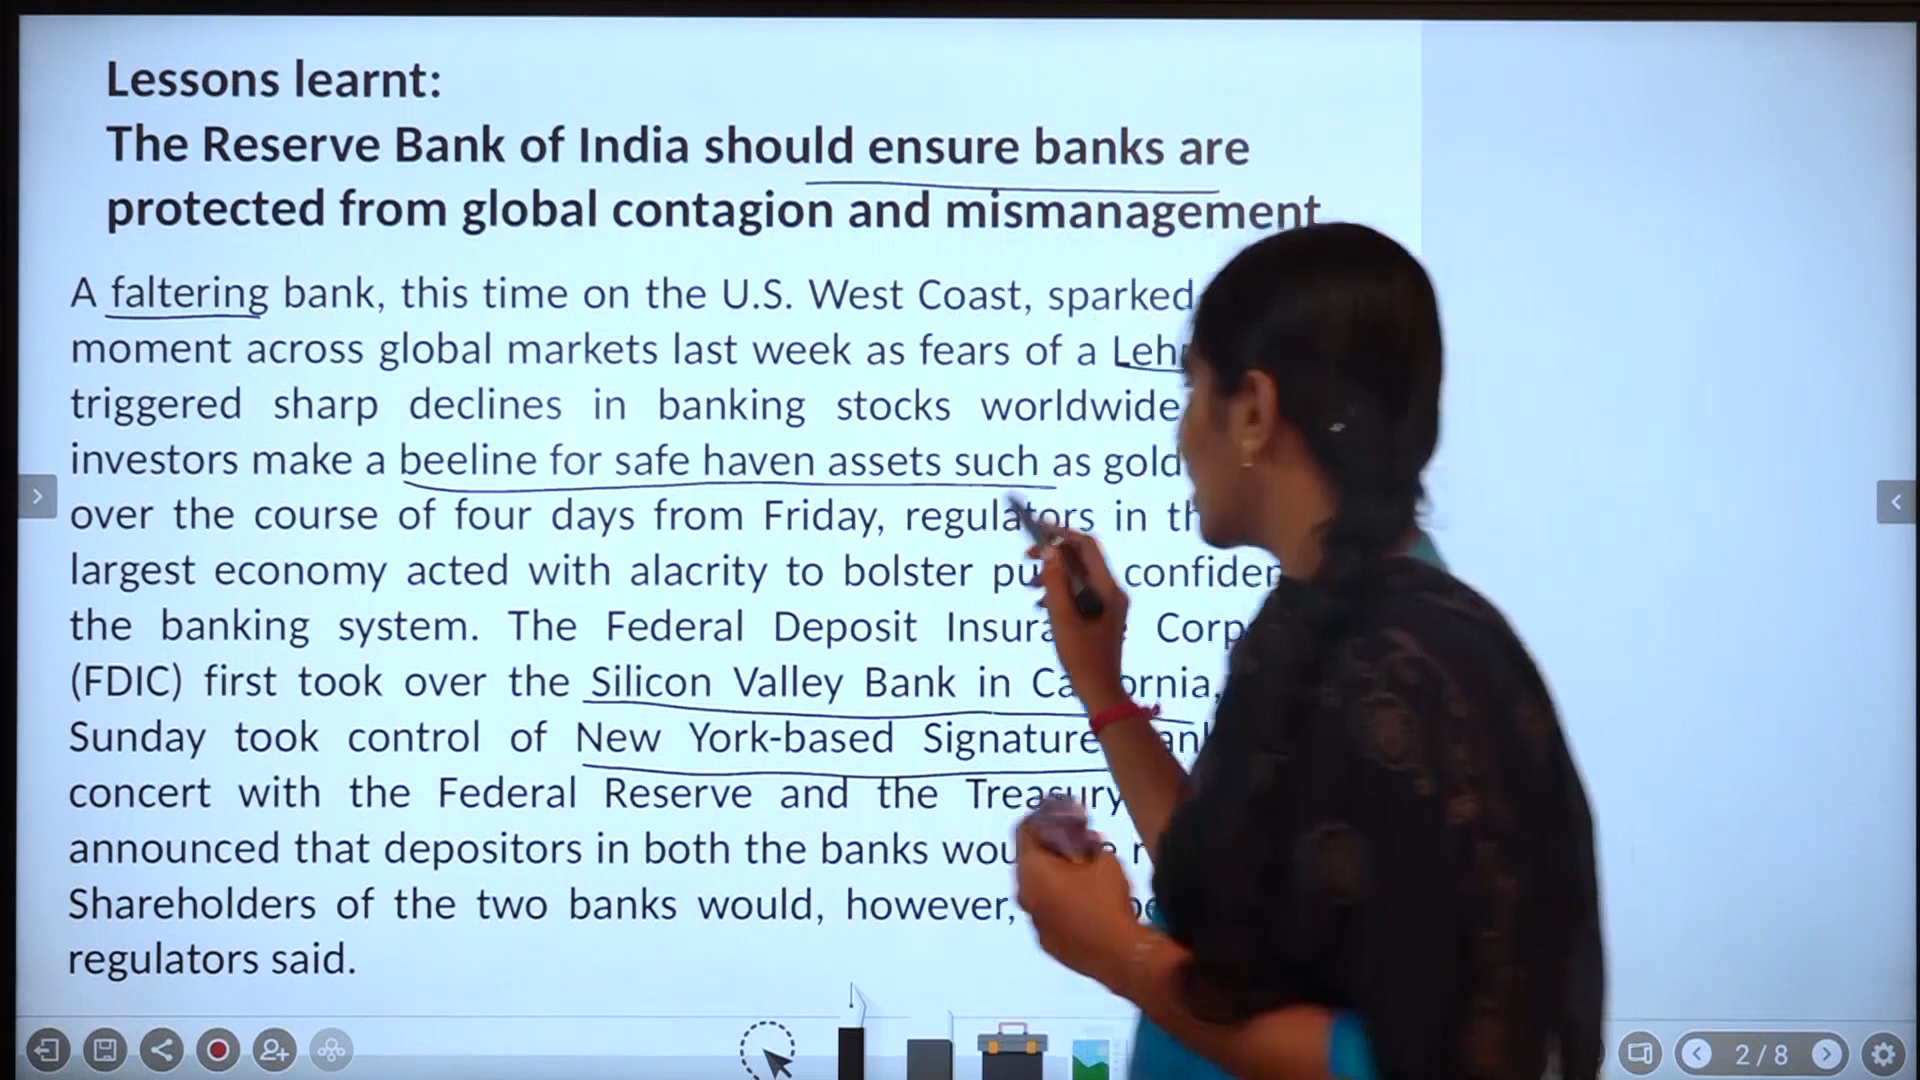 Lessons learnt:
The Reserve Bank of India should ensure banks are
protected from global contagion and mismanagement
A faltering bank, this time on the U.S. West Coast, sparked
moment across global markets last week as fears of a
triggered sharp declines in banking stocks worldwide
investors make a beeline for safe haven assets such as gold
over the course of four days from Friday, regulators in
largest economy acted with alacrity to bolster
the banking system. The Federal Deposit
(FDIC) first took over the Silicon Valley Bank in
Sunday took control of New York-based Signature
concert with the Federal Reserve and the Treasury
announced that depositors in both the banks
Shareholders of the two banks would, however,
regulators said.
2 / 8